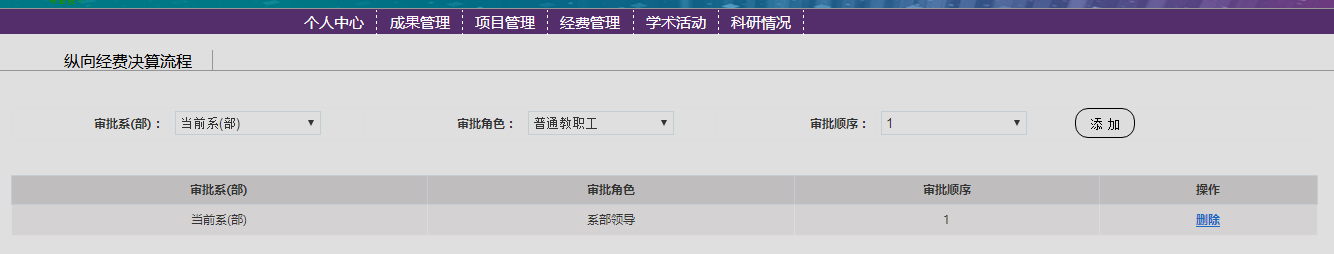 个人中心 成果管理 项目管理 经费管理 学术活动 科研情况
纵向经费决算流程
审批系(部)： 当前系(部) 审批角色： 普通教职工 审批顺序： 1 添 加
审批系(部) 审批角色 审批顺序 操作
当前系(部) 系部领导 1 删除